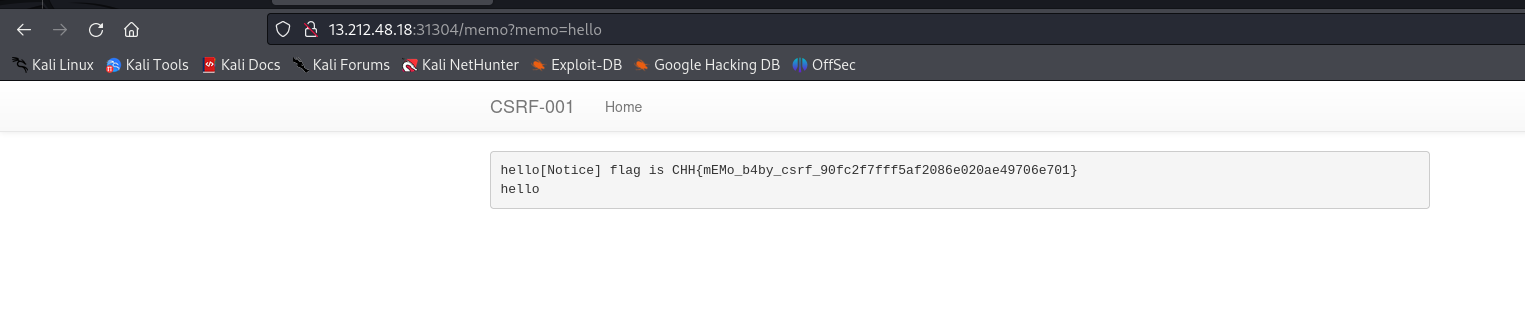 13.212.48.18:31304/memo?memo=hello
Kali Linux Kali Tools Kali Docs Kali Forums Kali NetHunter Exploit-DB Google Hacking DB OffSec
CSRF-001 Home
hello[Notice] flag is CHH{mEMo_b4by_csrf_90fc2f7fff5af2086e020ae49706e701}
hello